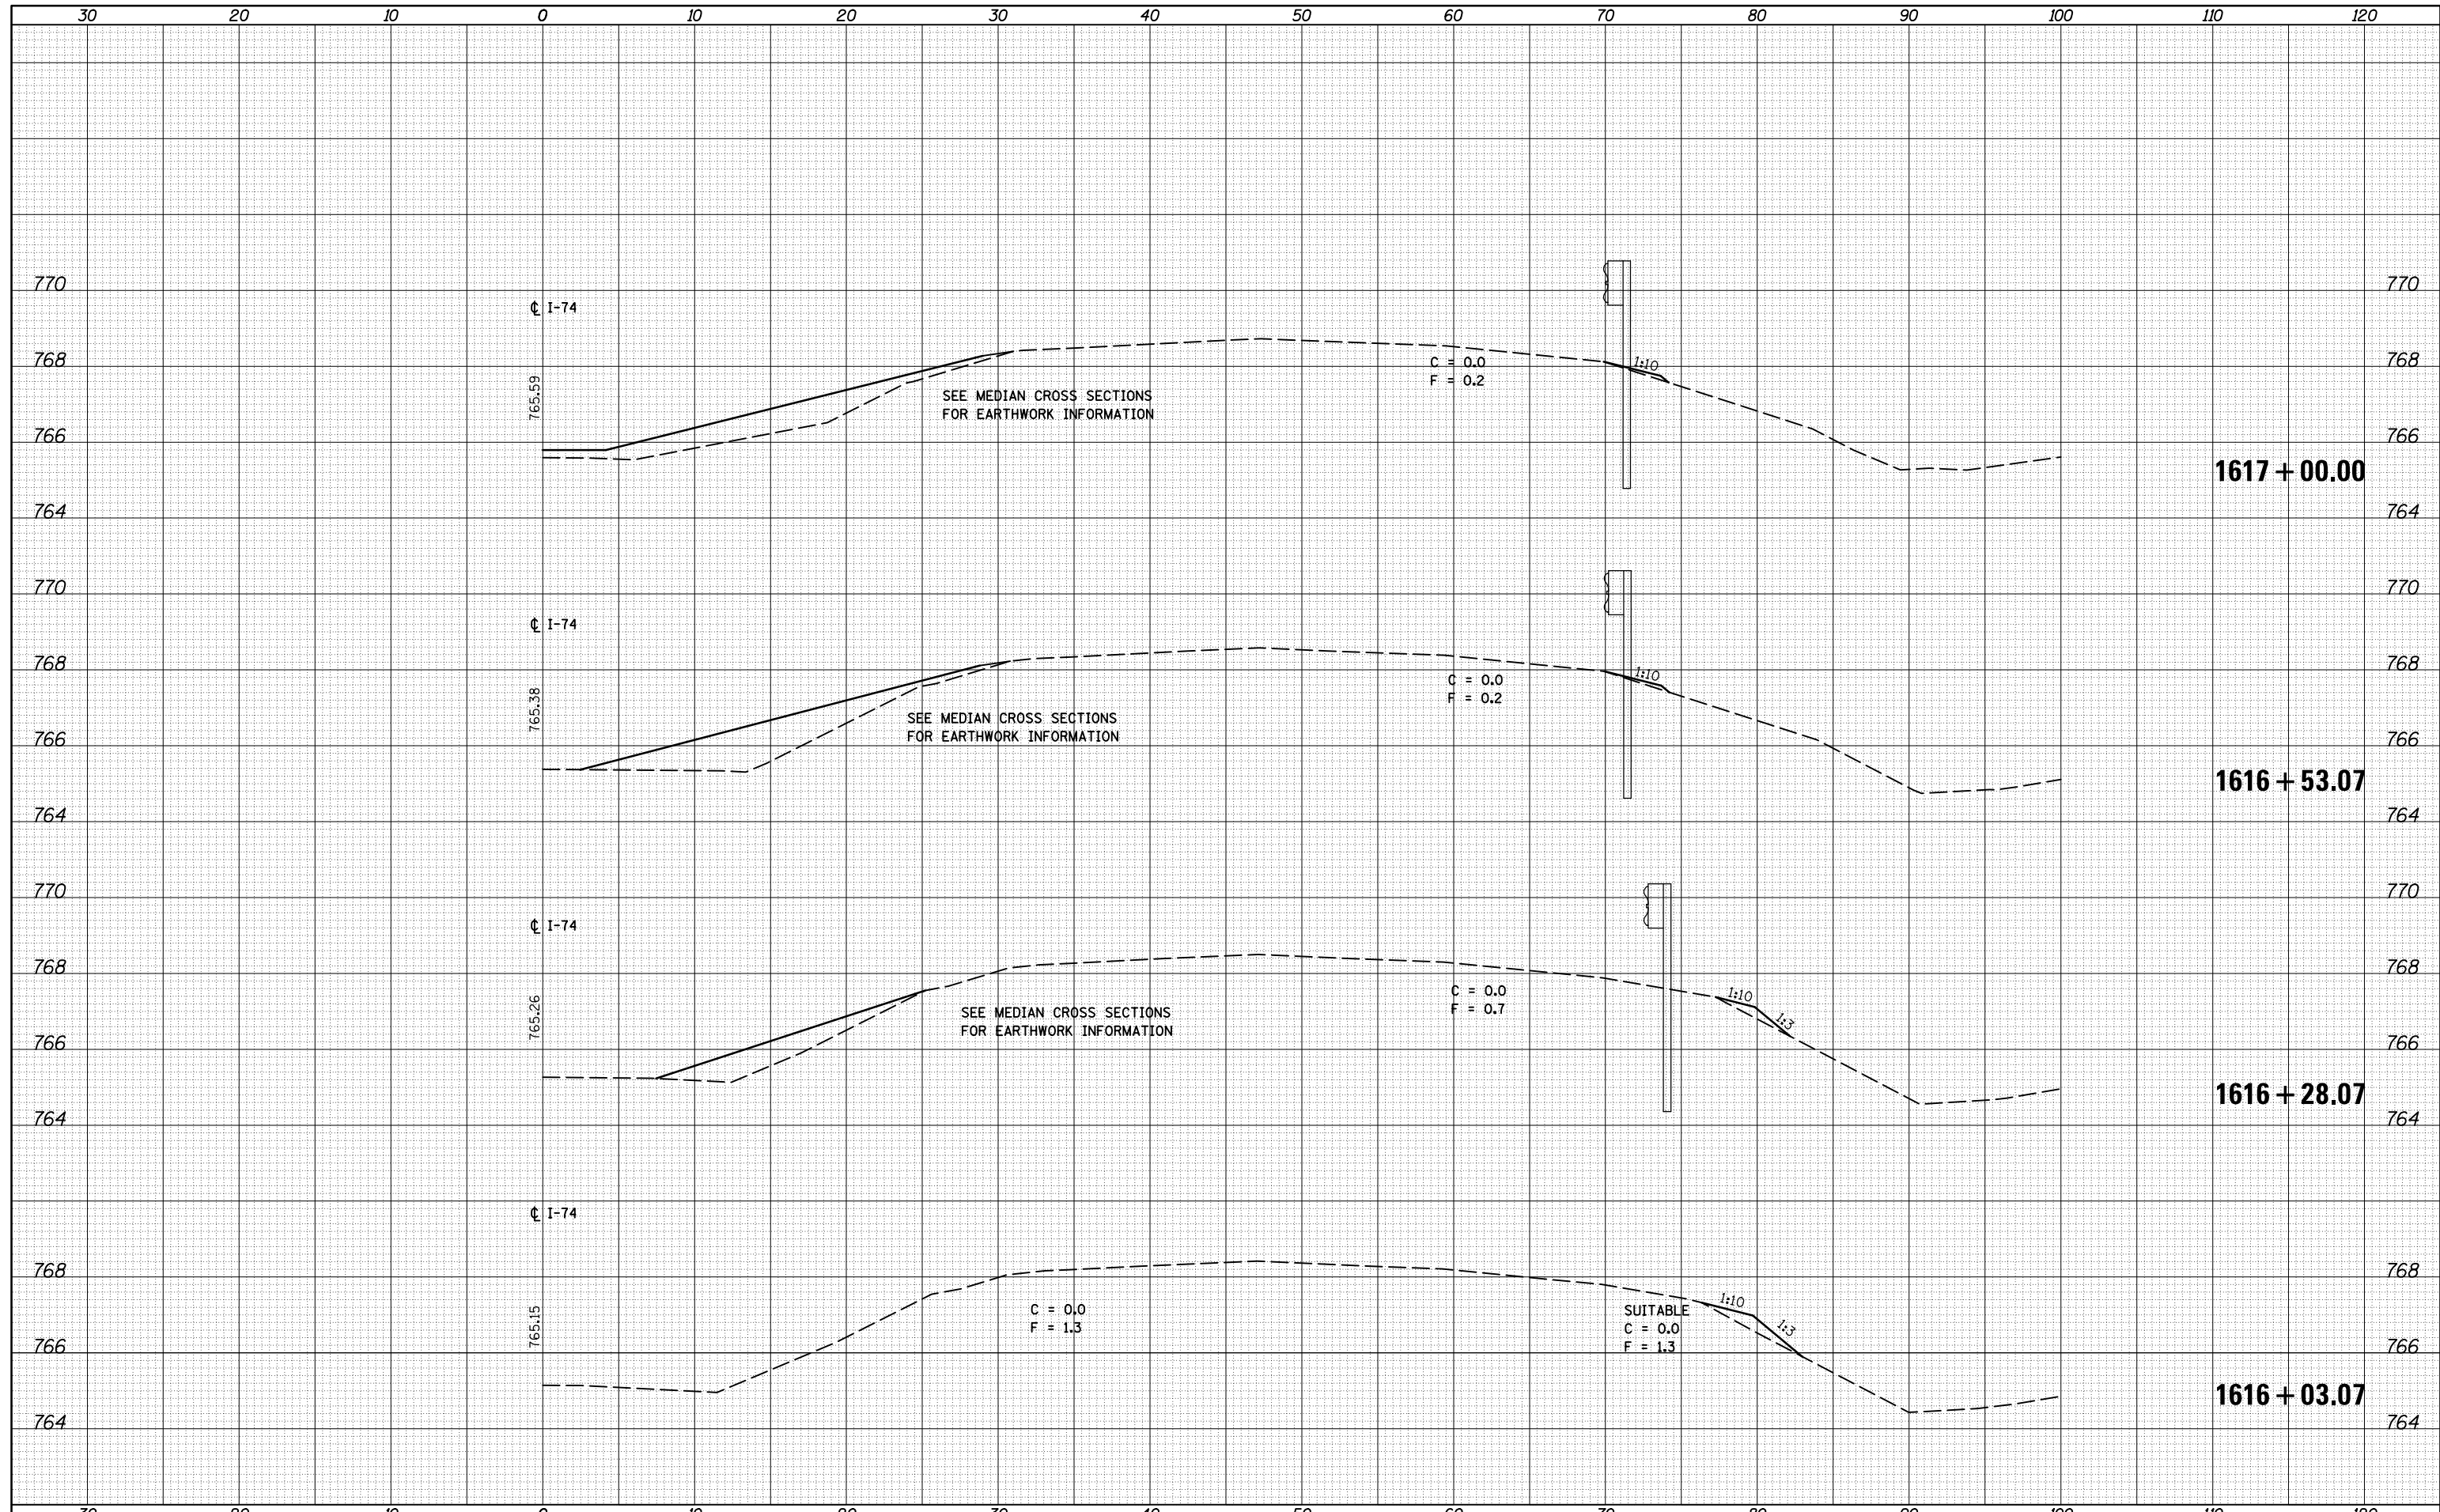 30 20 10 0 10 20 30 40 50 60 70 80 90 100 110 120
770 770
℄ I-74
768 768
765.59
C = 0.0
F = 0.2
1:10
SEE MEDIAN CROSS SECTIONS
FOR EARTHWORK INFORMATION
766 766
1617 + 00.00
764 764
770 770
℄ I-74
768 768
765.38
C = 0.0
F = 0.2
1:10
SEE MEDIAN CROSS SECTIONS
FOR EARTHWORK INFORMATION
766 766
1616 + 53.07
764 764
770 770
℄ I-74
768 768
765.26
C = 0.0
F = 0.7
1:10
1:3
SEE MEDIAN CROSS SECTIONS
FOR EARTHWORK INFORMATION
766 766
1616 + 28.07
764 764
℄ I-74
768 768
765.15
C = 0.0
F = 1.3
SUITABLE
C = 0.0
F = 1.3
1:10
1:3
766 766
1616 + 03.07
764 764